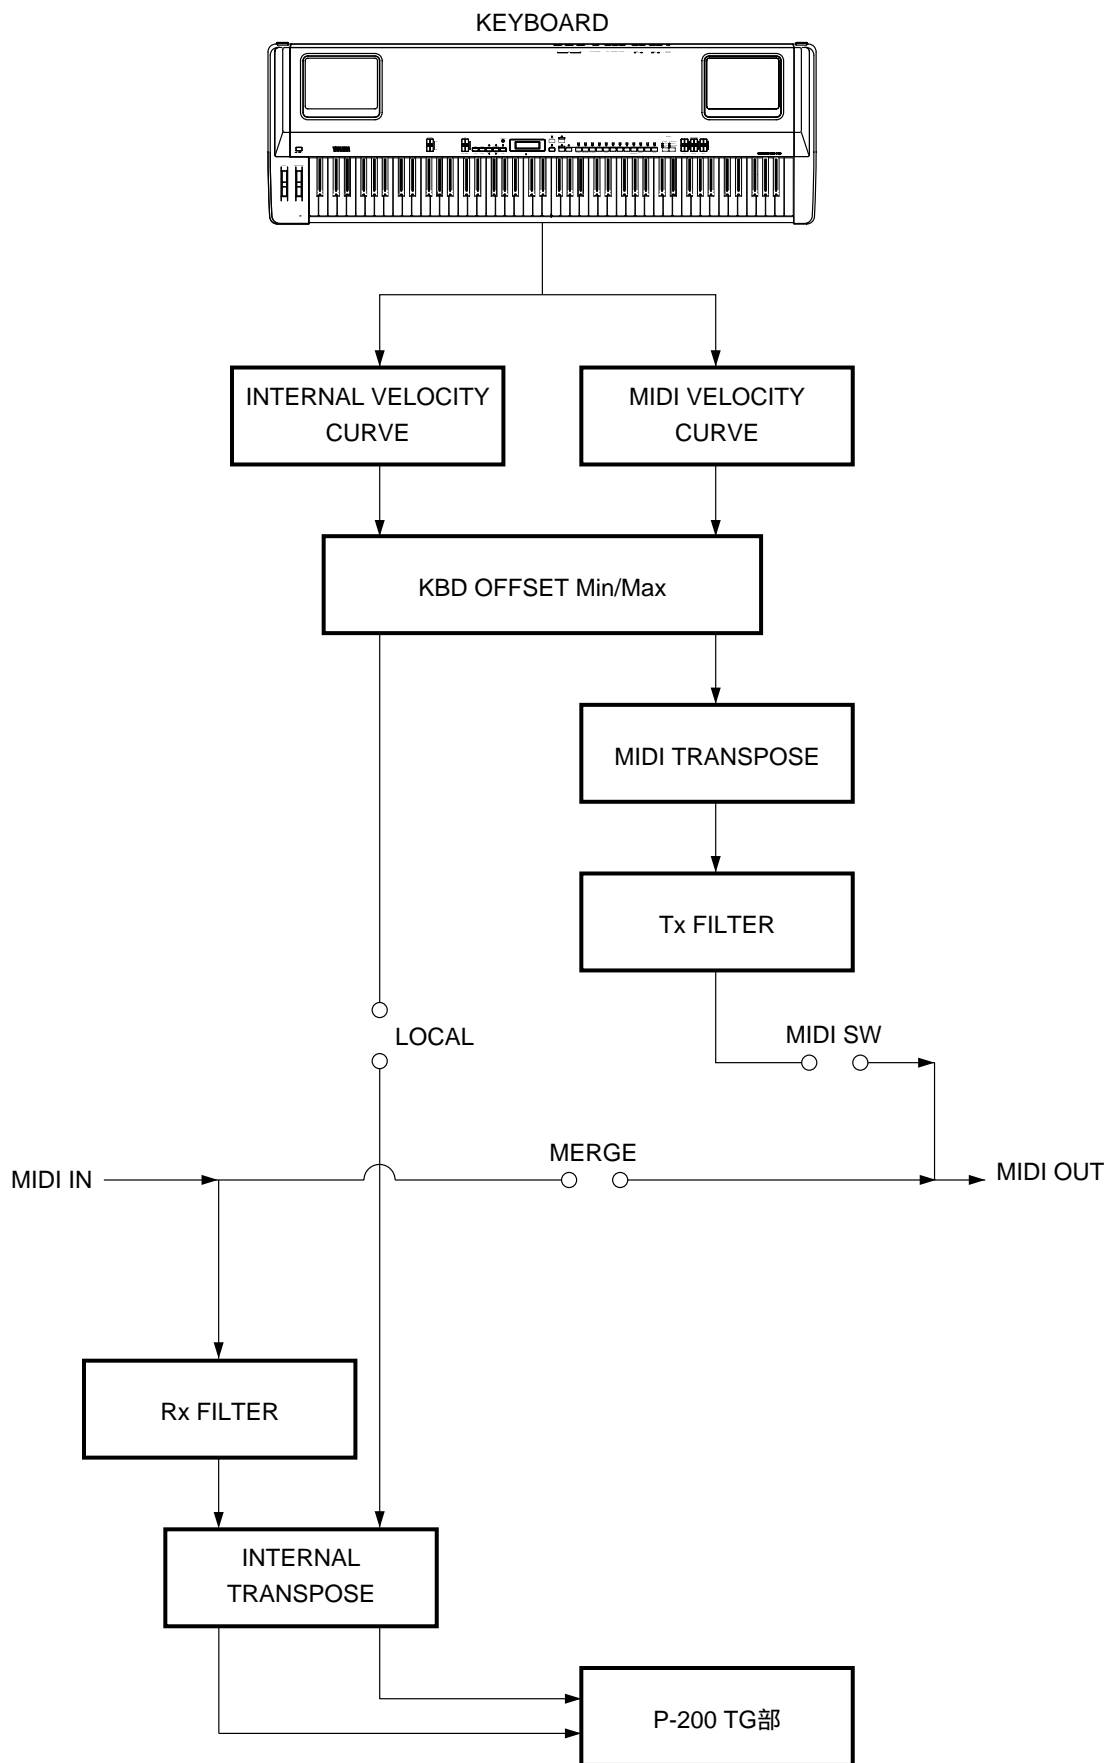 KEYBOARD
YAMAHA
INTERNAL VELOCITY
CURVE
MIDI VELOCITY
CURVE
KBD OFFSET Min/Max
MIDI TRANSPOSE
Tx FILTER
LOCAL
MIDI SW
MERGE
MIDI IN
MIDI OUT
Rx FILTER
INTERNAL
TRANSPOSE
P-200 TG部